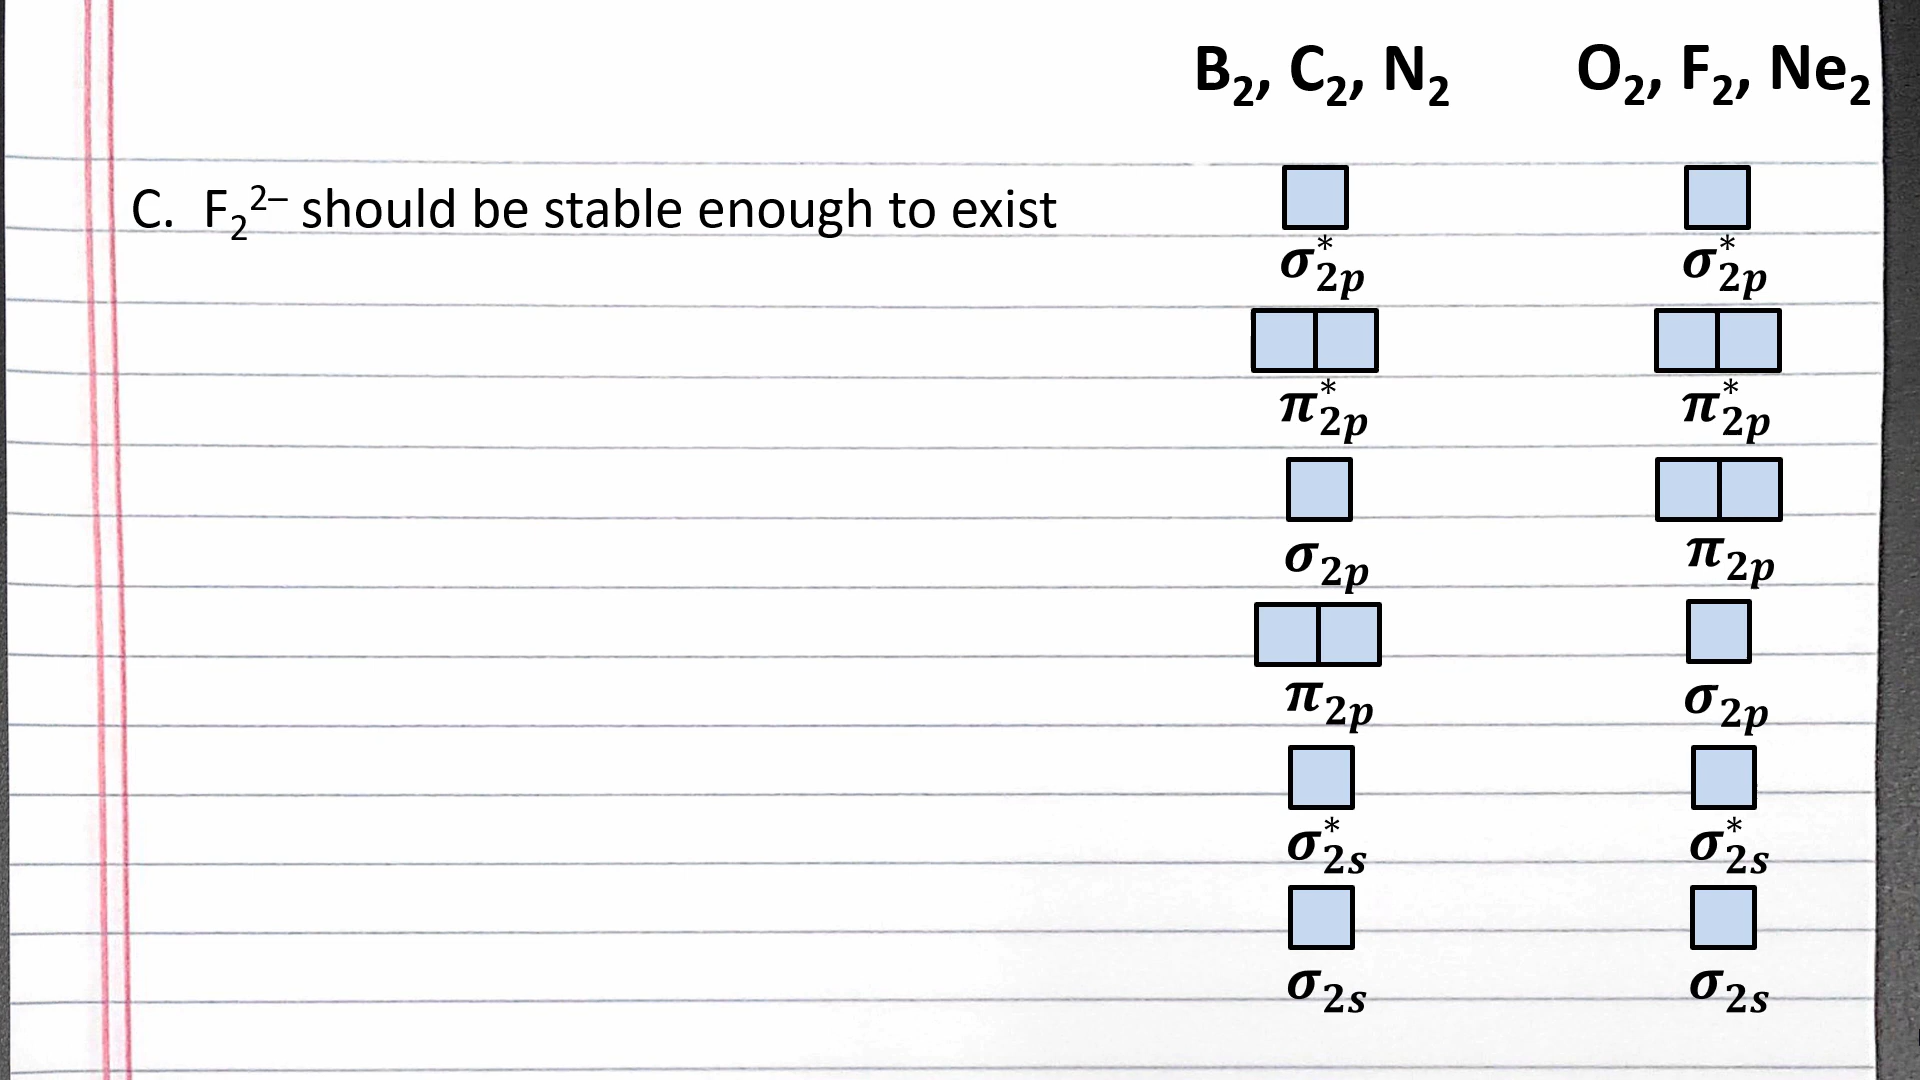 B₂, C₂, N₂ O₂, F₂, Ne₂
C. F₂²⁻ should be stable enough to exist
σ*2p σ*2p
π*2p π*2p
σ2p π2p
π2p σ2p
σ*2s σ*2s
σ2s σ2s